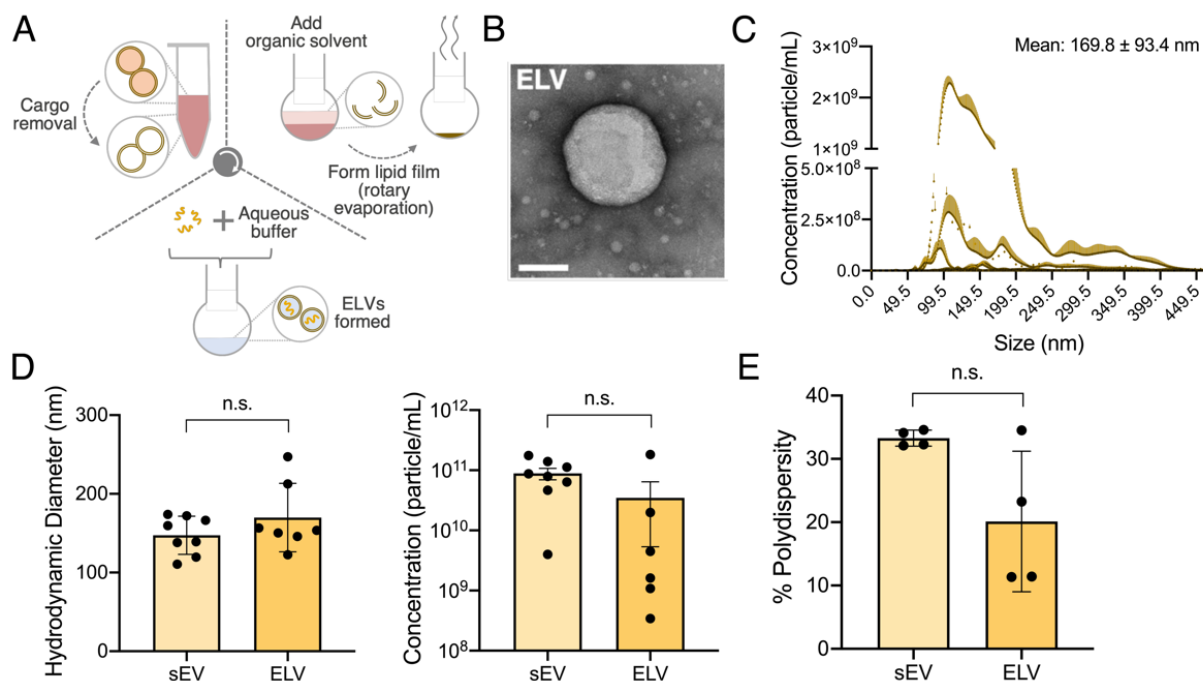 A
Cargo
removal
Add
organic solvent
Form lipid film
(rotary
evaporation)
+ Aqueous
buffer
ELVs
formed
B
ELV
C
Mean: 169.8 ± 93.4 nm
Concentration (particle/mL)
3×10⁹
2×10⁹
1×10⁹
5.0×10⁸
2.5×10⁸
0.0
0.0
49.5
99.5
149.5
199.5
249.5
299.5
349.5
399.5
449.5
Size (nm)
D
Hydrodynamic Diameter (nm)
300
200
100
0
n.s.
sEV
ELV
Concentration (particle/mL)
10¹²
10¹¹
10¹⁰
10⁹
10⁸
n.s.
sEV
ELV
E
% Polydispersity
40
30
20
10
0
n.s.
sEV
ELV